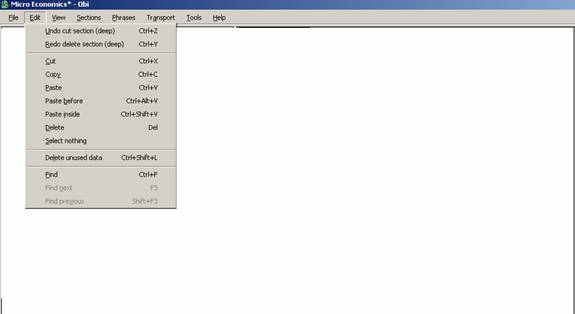 Micro Economics* - Obi
File Edit View Sections Phrases Transport Tools Help
Undo cut section (deep) Ctrl+Z
Redo delete section (deep) Ctrl+Y
Cut Ctrl+X
Copy Ctrl+C
Paste Ctrl+V
Paste before Ctrl+Alt+V
Paste inside Ctrl+Shift+V
Delete Del
Select nothing
Delete unused data Ctrl+Shift+L
Find Ctrl+F
Find next F3
Find previous Shift+F3